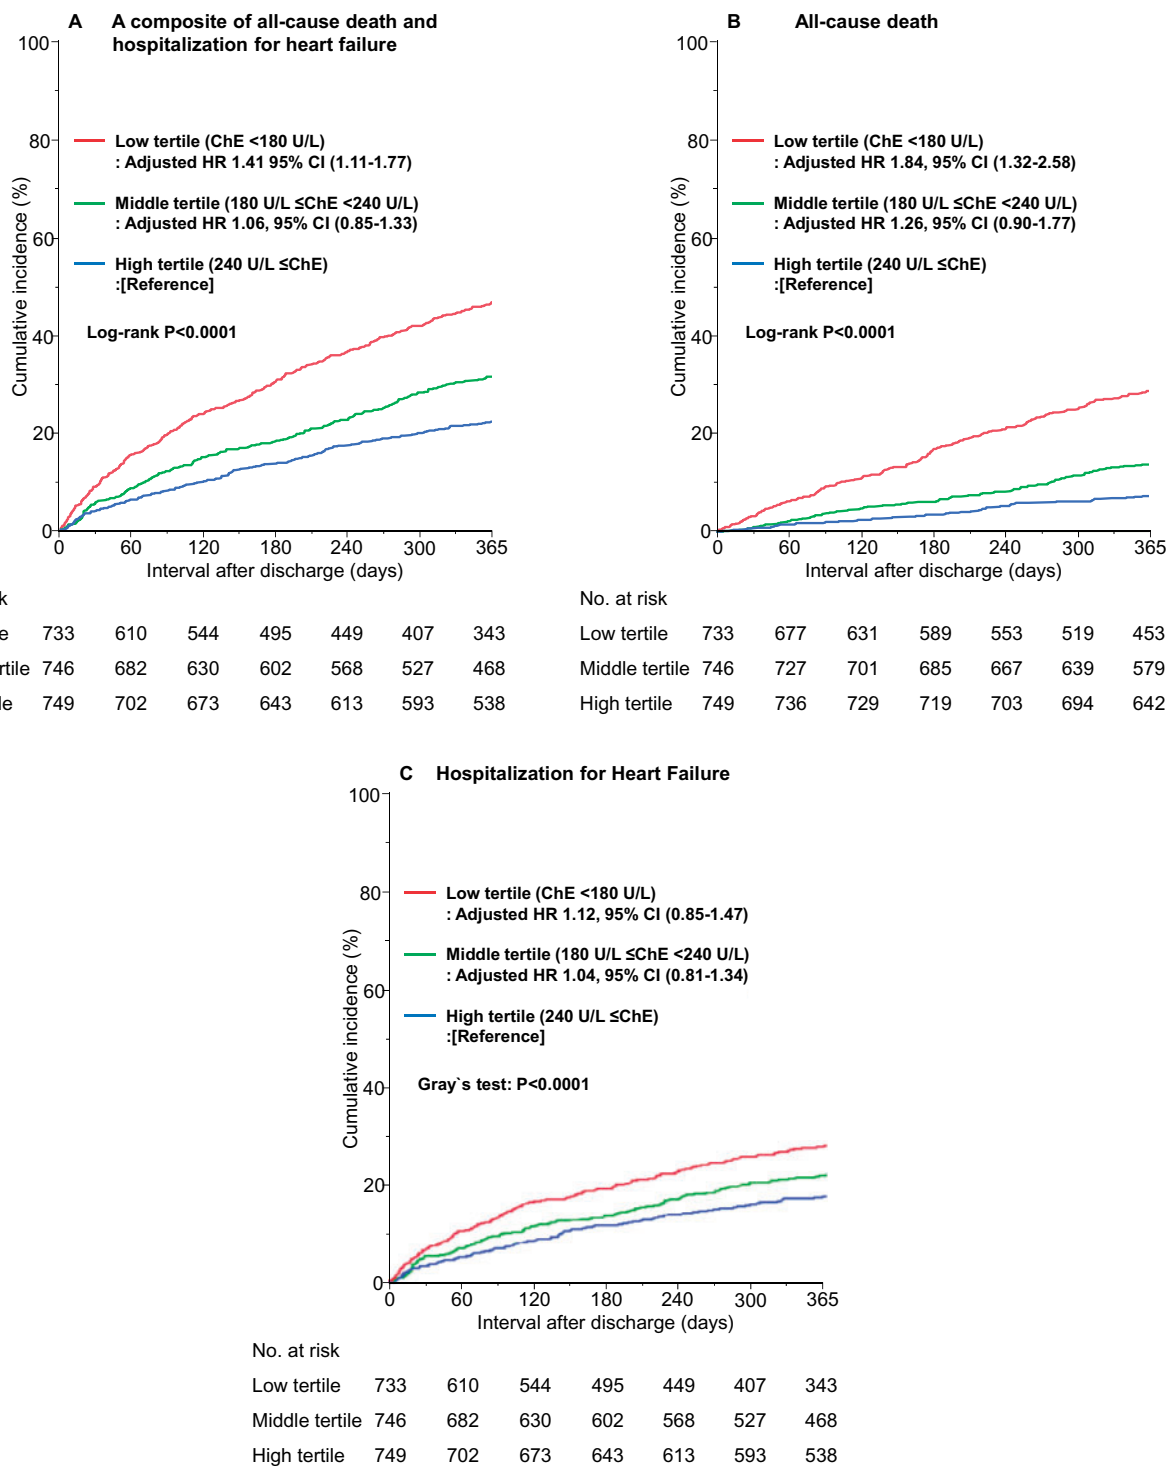 A A composite of all-cause death and
hospitalization for heart failure
100
80
60
40
20
0
Cumulative incidence (%)
Low tertile (ChE <180 U/L)
: Adjusted HR 1.41 95% CI (1.11-1.77)
Middle tertile (180 U/L ≤ChE <240 U/L)
: Adjusted HR 1.06, 95% CI (0.85-1.33)
High tertile (240 U/L ≤ChE)
:[Reference]
Log-rank P<0.0001
0 60 120 180 240 300 365
Interval after discharge (days)
k
e 733 610 544 495 449 407 343
rtile 746 682 630 602 568 527 468
le 749 702 673 643 613 593 538
B All-cause death
100
80
60
40
20
0
Cumulative incidence (%)
Low tertile (ChE <180 U/L)
: Adjusted HR 1.84, 95% CI (1.32-2.58)
Middle tertile (180 U/L ≤ChE <240 U/L)
: Adjusted HR 1.26, 95% CI (0.90-1.77)
High tertile (240 U/L ≤ChE)
:[Reference]
Log-rank P<0.0001
0 60 120 180 240 300 365
Interval after discharge (days)
No. at risk
Low tertile 733 677 631 589 553 519 453
Middle tertile 746 727 701 685 667 639 579
High tertile 749 736 729 719 703 694 642
C Hospitalization for Heart Failure
100
80
60
40
20
0
Cumulative incidence (%)
Low tertile (ChE <180 U/L)
: Adjusted HR 1.12, 95% CI (0.85-1.47)
Middle tertile (180 U/L ≤ChE <240 U/L)
: Adjusted HR 1.04, 95% CI (0.81-1.34)
High tertile (240 U/L ≤ChE)
:[Reference]
Gray`s test: P<0.0001
0 60 120 180 240 300 365
Interval after discharge (days)
No. at risk
Low tertile 733 610 544 495 449 407 343
Middle tertile 746 682 630 602 568 527 468
High tertile 749 702 673 643 613 593 538